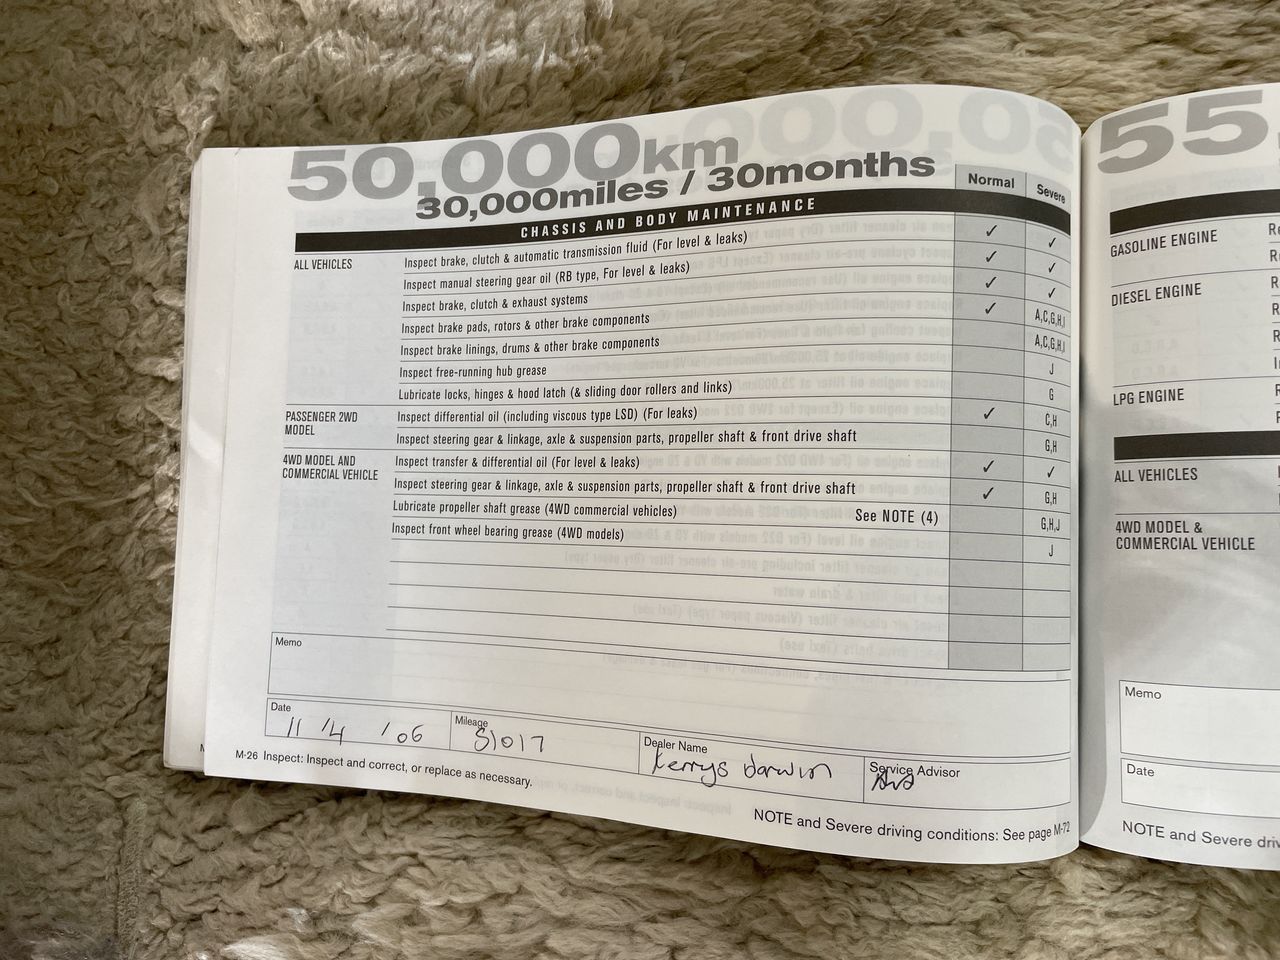 50,000km
30,000miles / 30months
Normal Severe
CHASSIS AND BODY MAINTENANCE
ALL VEHICLES Inspect brake, clutch & automatic transmission fluid (For level & leaks) ✓ ✓
Inspect manual steering gear oil (RB type, For level & leaks) ✓ ✓
Inspect brake, clutch & exhaust systems ✓ ✓
Inspect brake pads, rotors & other brake components ✓ A,C,G,H,I
Inspect brake linings, drums & other brake components A,C,G,H,I
Inspect free-running hub grease J
Lubricate locks, hinges & hood latch (& sliding door rollers and links) G
PASSENGER 2WD MODEL Inspect differential oil (including viscous type LSD) (For leaks) ✓ C,H
Inspect steering gear & linkage, axle & suspension parts, propeller shaft & front drive shaft G,H
4WD MODEL AND COMMERCIAL VEHICLE Inspect transfer & differential oil (For level & leaks) ✓ ✓
Inspect steering gear & linkage, axle & suspension parts, propeller shaft & front drive shaft ✓ G,H
Lubricate propeller shaft grease (4WD commercial vehicles) See NOTE (4) G,H,J
Inspect front wheel bearing grease (4WD models) J
Memo
Date 11 /4 /06 Mileage 51017 Dealer Name Kerrys darwin Service Advisor
M-26 Inspect: Inspect and correct, or replace as necessary.
NOTE and Severe driving conditions: See page M-72
55
GASOLINE ENGINE
DIESEL ENGINE
LPG ENGINE
ALL VEHICLES
4WD MODEL &
COMMERCIAL VEHICLE
Memo
Date
NOTE and Severe